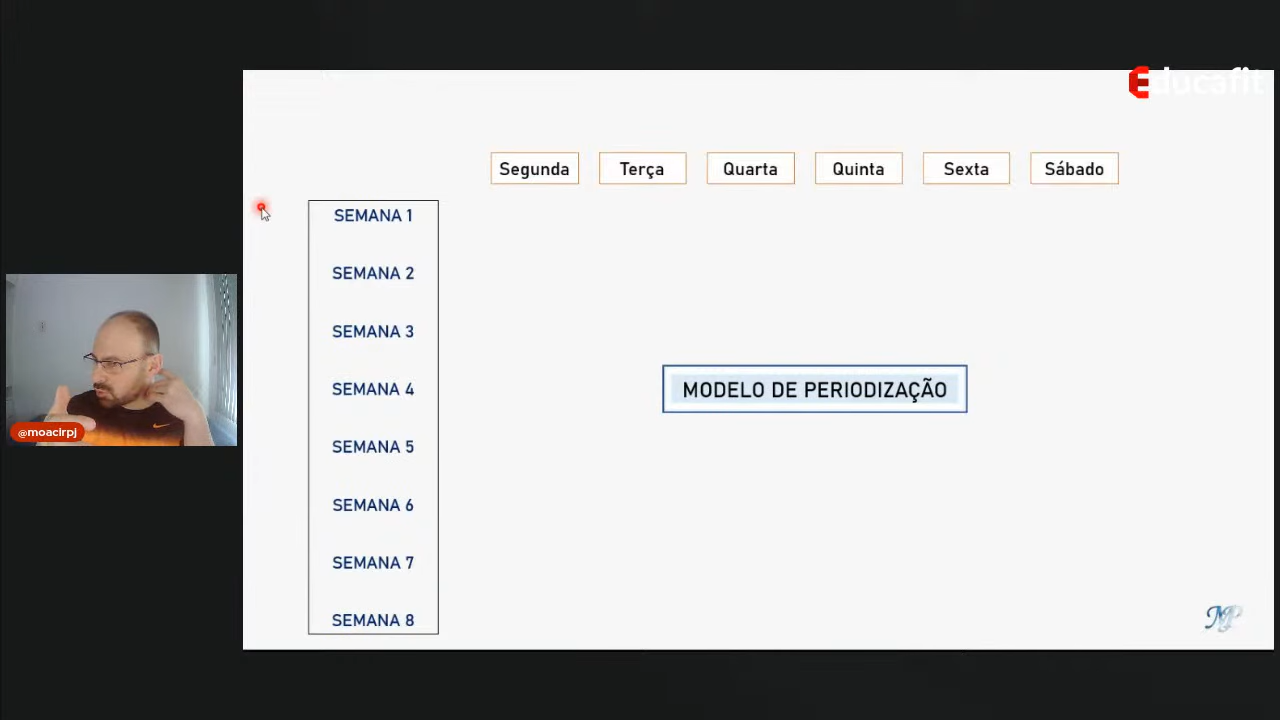 Educafit
Segunda Terça Quarta Quinta Sexta Sábado
SEMANA 1
SEMANA 2
SEMANA 3
SEMANA 4
MODELO DE PERIODIZAÇÃO
SEMANA 5
SEMANA 6
SEMANA 7
SEMANA 8
@moacirpj
MP